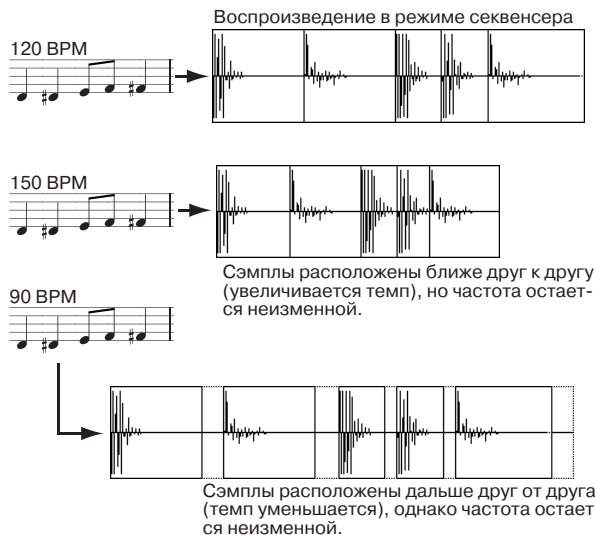 Воспроизведение в режиме секвенсера
120 BPM
150 BPM
Сэмплы расположены ближе друг к другу
(увеличивается темп), но частота остает-
ся неизменной.
90 BPM
Сэмплы расположены дальше друг от друга
(темп уменьшается), однако частота остает
ся неизменной.